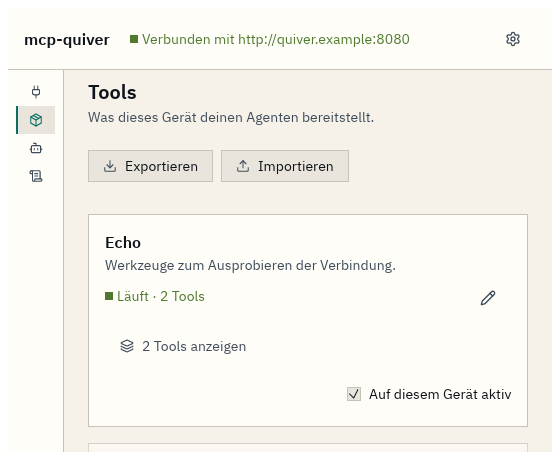 mcp-quiver
Verbunden mit http://quiver.example:8080
Tools
Was dieses Gerät deinen Agenten bereitstellt.
Exportieren
Importieren
Echo
Werkzeuge zum Ausprobieren der Verbindung.
Läuft · 2 Tools
2 Tools anzeigen
Auf diesem Gerät aktiv